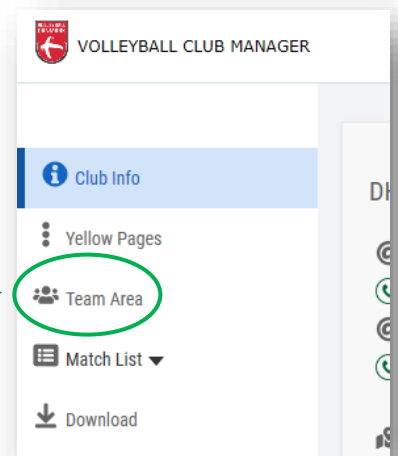 VOLLEYBALL CLUB MANAGER
Club Info
Yellow Pages
Team Area
Match List
Download